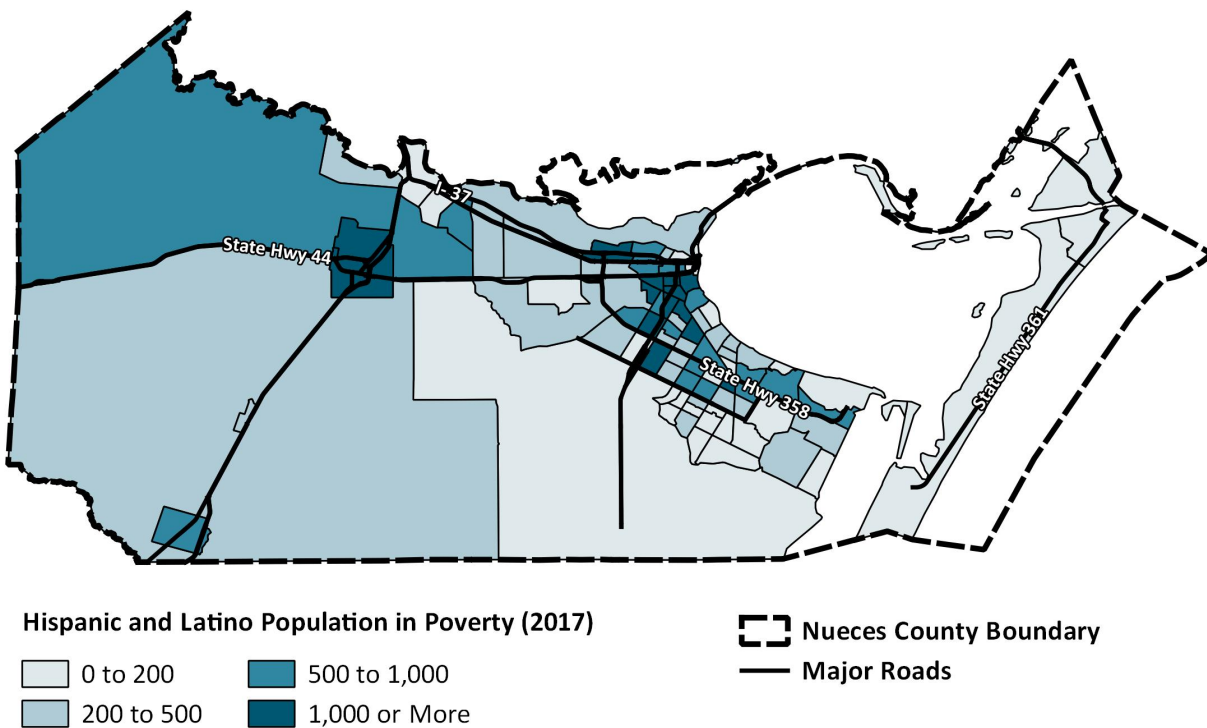 I- 37
State Hwy 44
State Hwy 361
State Hwy 358
Hispanic and Latino Population in Poverty (2017)
0 to 200
500 to 1,000
200 to 500
1,000 or More
Nueces County Boundary
Major Roads